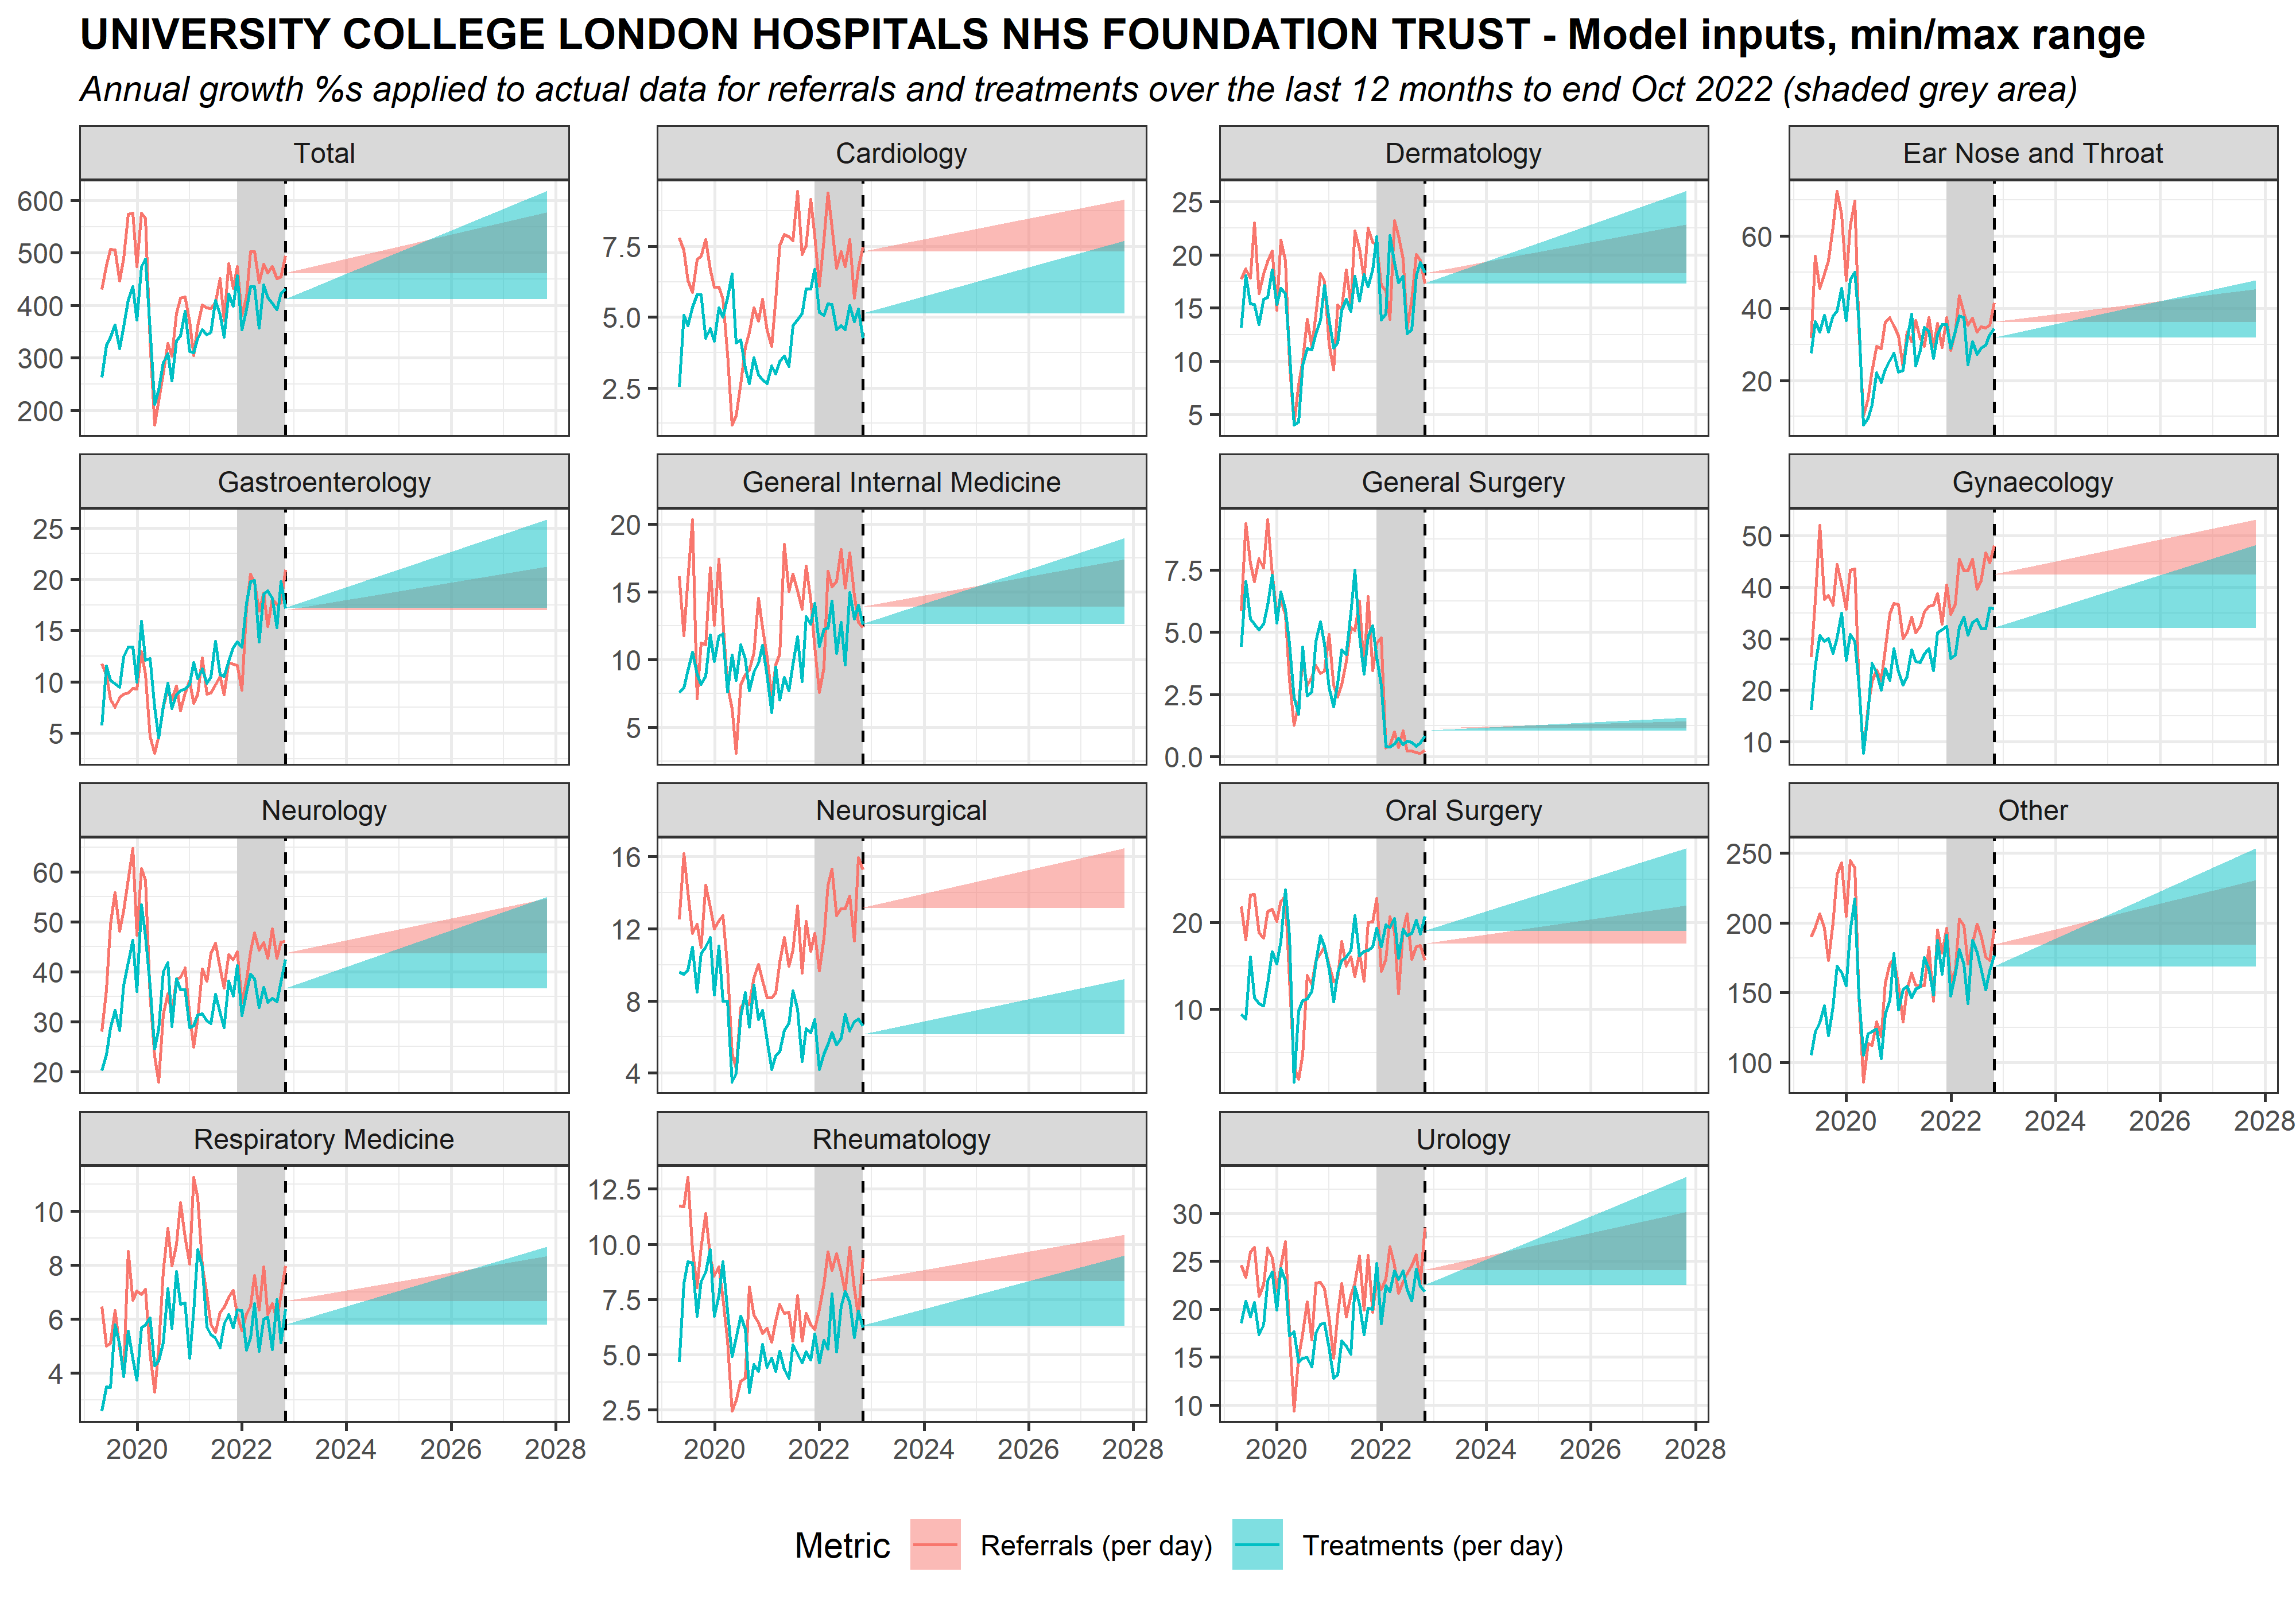 UNIVERSITY COLLEGE LONDON HOSPITALS NHS FOUNDATION TRUST - Model inputs, min/max range
Annual growth %s applied to actual data for referrals and treatments over the last 12 months to end Oct 2022 (shaded grey area)
Total
600
500
400
300
200
Cardiology
7.5
5.0
2.5
Dermatology
25
20
15
10
5
Ear Nose and Throat
60
40
20
Gastroenterology
25
20
15
10
5
General Internal Medicine
20
15
10
5
General Surgery
7.5
5.0
2.5
0.0
Gynaecology
50
40
30
20
10
Neurology
60
50
40
30
20
Neurosurgical
16
12
8
4
Oral Surgery
20
10
Other
250
200
150
100
2020 2022 2024 2026 2028
Respiratory Medicine
10
8
6
4
2020 2022 2024 2026 2028
Rheumatology
12.5
10.0
7.5
5.0
2.5
2020 2022 2024 2026 2028
Urology
30
25
20
15
10
2020 2022 2024 2026 2028
Metric Referrals (per day) Treatments (per day)